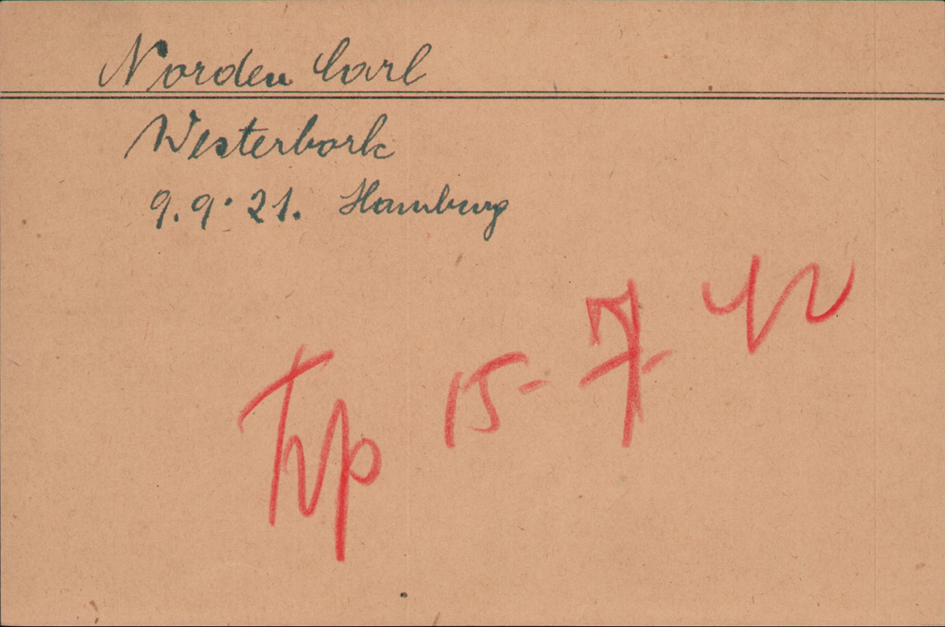 Norden Carl
Westerbork
9.9.21. Hamburg
Trp 15-7 42